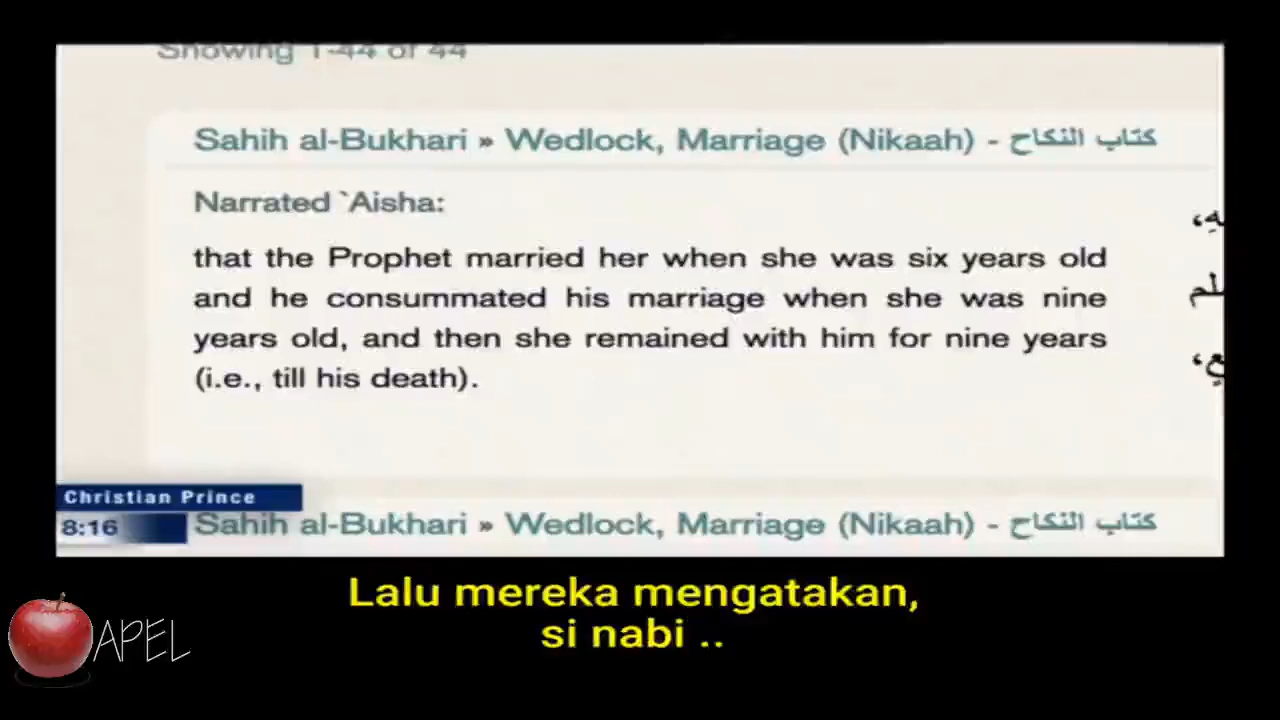 Showing 1-44 of 44
Sahih al-Bukhari » Wedlock, Marriage (Nikaah) - كتاب النكاح
Narrated `Aisha:
that the Prophet married her when she was six years old
and he consummated his marriage when she was nine
years old, and then she remained with him for nine years
(i.e., till his death).
Christian Prince
8:16
Sahih al-Bukhari » Wedlock, Marriage (Nikaah) - كتاب النكاح
Lalu mereka mengatakan,
si nabi ..
APEL